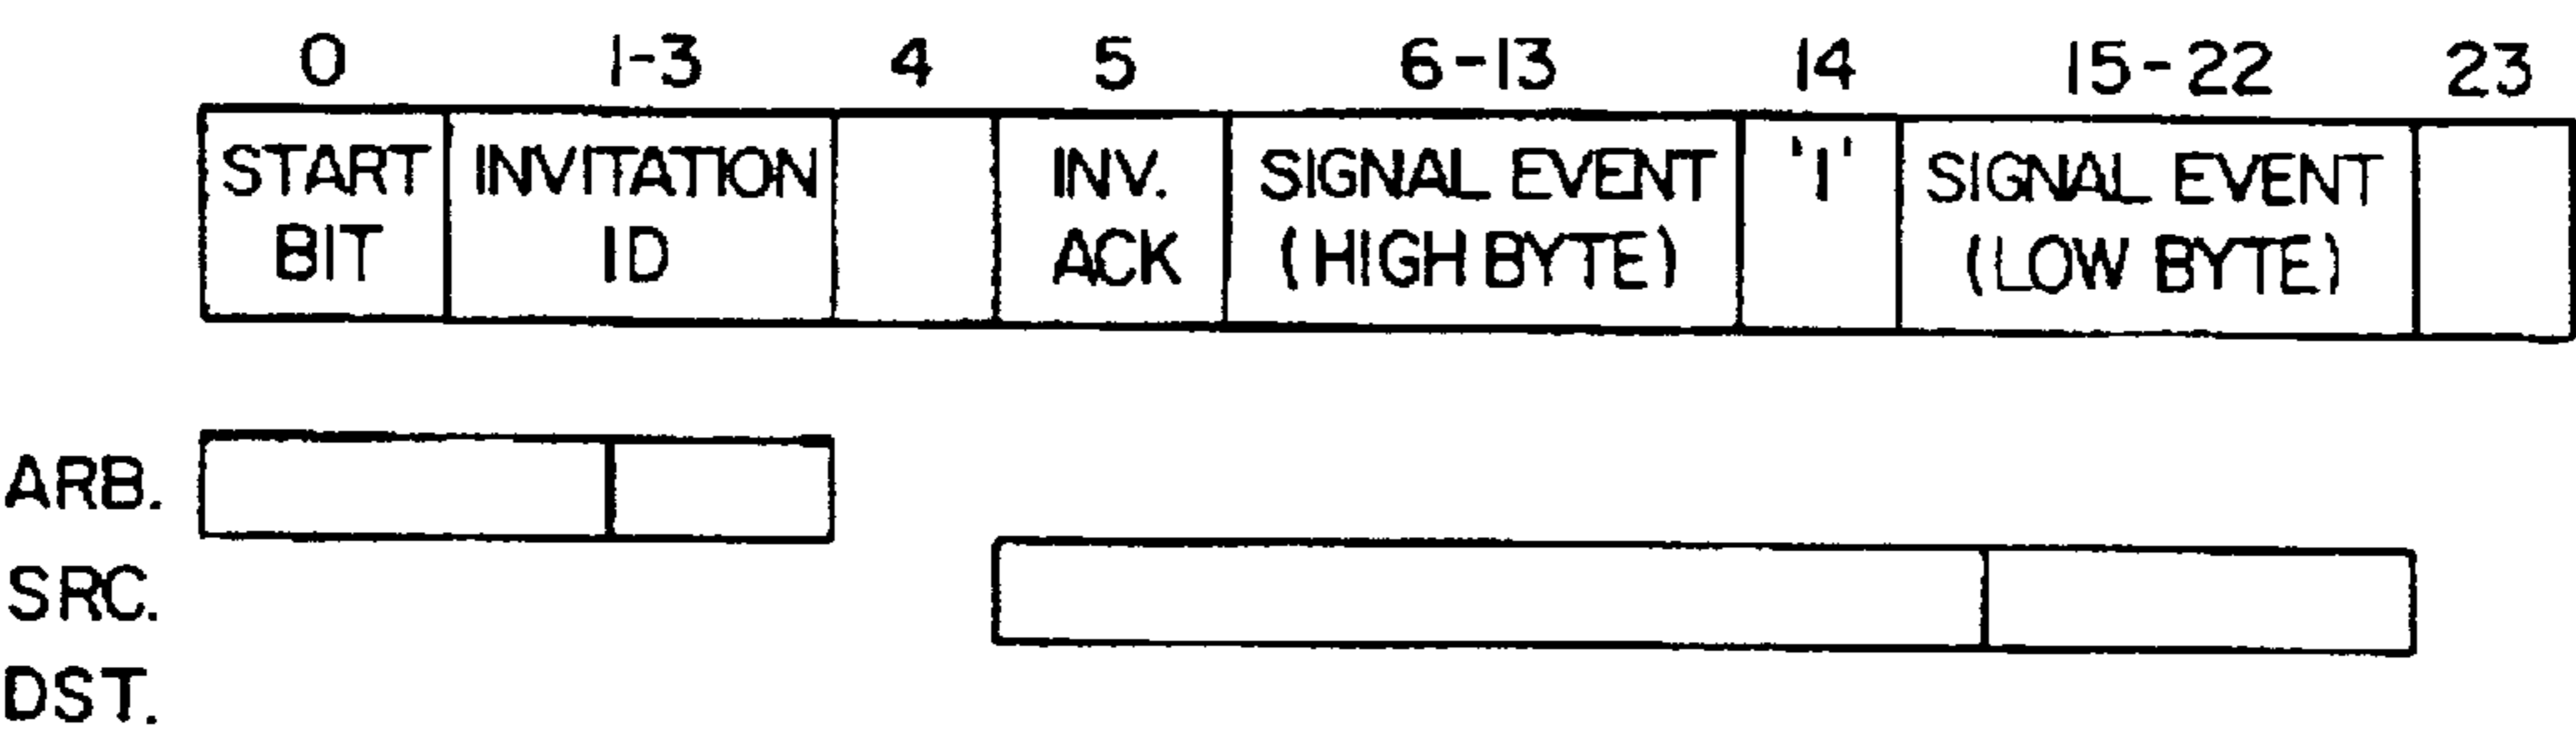 0 1-3 4 5 6-13 14 15-22 23
START INVITATION INV. SIGNAL EVENT '1' SIGNAL EVENT
BIT ID ACK (HIGH BYTE) (LOW BYTE)
ARB.
SRC.
DST.